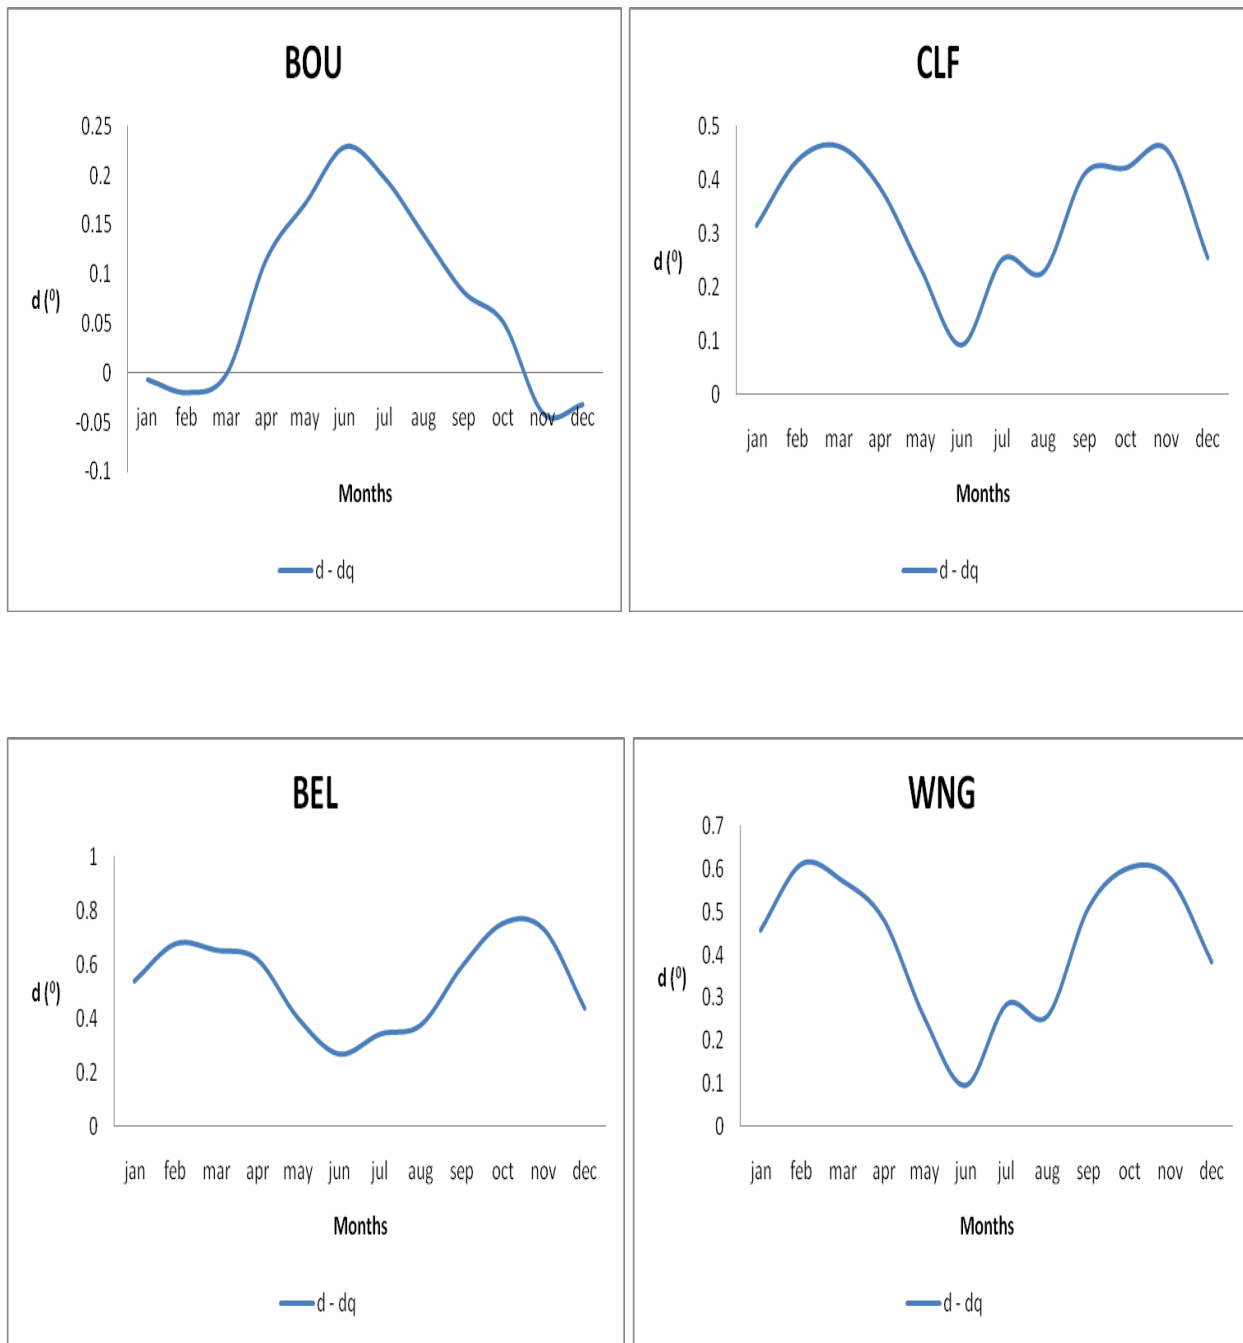 BOU
0.25
0.2
0.15
0.1
0.05
0
-0.05
-0.1
d (⁰)
jan feb mar apr may jun jul aug sep oct nov dec
Months
d - dq
CLF
0.5
0.4
0.3
0.2
0.1
0
d (⁰)
jan feb mar apr may jun jul aug sep oct nov dec
Months
d - dq
BEL
1
0.8
0.6
0.4
0.2
0
d (⁰)
jan feb mar apr may jun jul aug sep oct nov dec
Months
d - dq
WNG
0.7
0.6
0.5
0.4
0.3
0.2
0.1
0
d (⁰)
jan feb mar apr may jun jul aug sep oct nov dec
Months
d - dq